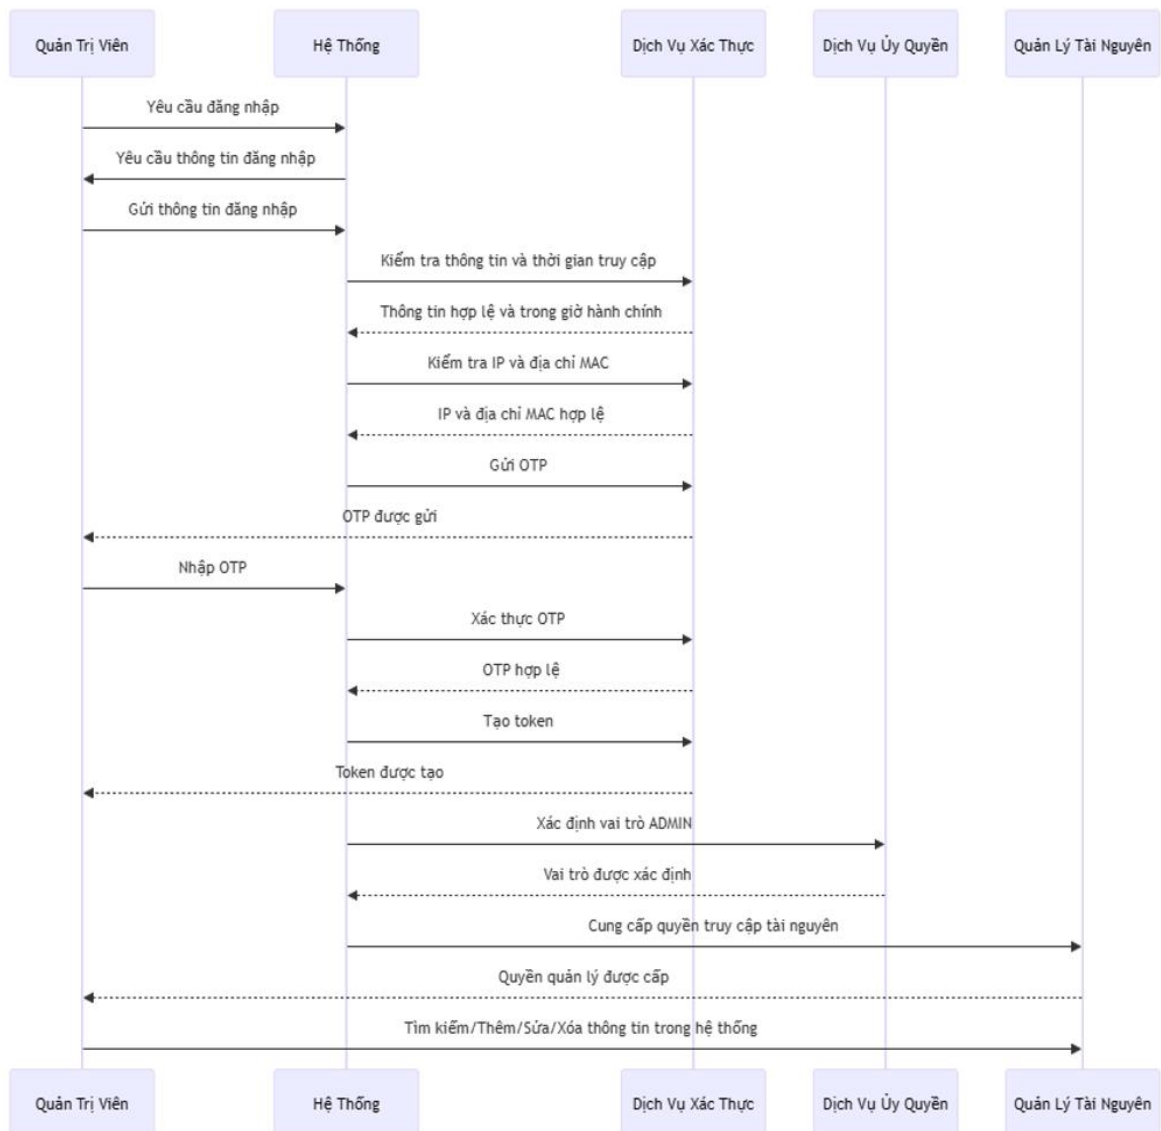 Quản Trị Viên
Hệ Thống
Dịch Vụ Xác Thực
Dịch Vụ Ủy Quyền
Quản Lý Tài Nguyên
Yêu cầu đăng nhập
Yêu cầu thông tin đăng nhập
Gửi thông tin đăng nhập
Kiểm tra thông tin và thời gian truy cập
Thông tin hợp lệ và trong giờ hành chính
Kiểm tra IP và địa chỉ MAC
IP và địa chỉ MAC hợp lệ
Gửi OTP
OTP được gửi
Nhập OTP
Xác thực OTP
OTP hợp lệ
Tạo token
Token được tạo
Xác định vai trò ADMIN
Vai trò được xác định
Cung cấp quyền truy cập tài nguyên
Quyền quản lý được cấp
Tìm kiếm/Thêm/Sửa/Xóa thông tin trong hệ thống
Quản Trị Viên
Hệ Thống
Dịch Vụ Xác Thực
Dịch Vụ Ủy Quyền
Quản Lý Tài Nguyên